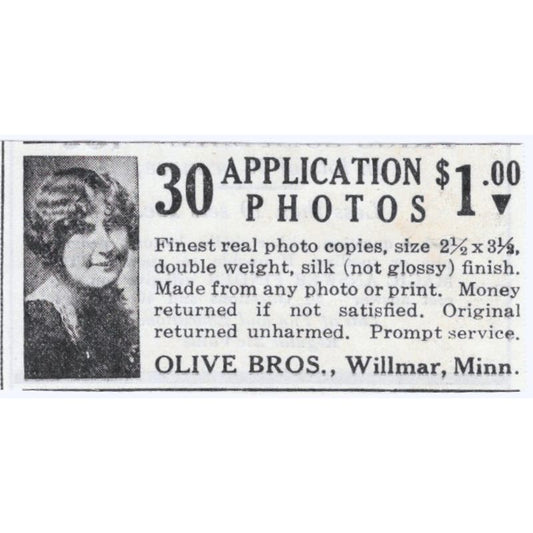 30 APPLICATION PHOTOS $1.00
Finest real photo copies, size 2½ x 3½,
double weight, silk (not glossy) finish.
Made from any photo or print. Money
returned if not satisfied. Original
returned unharmed. Prompt service.
OLIVE BROS., Willmar, Minn.